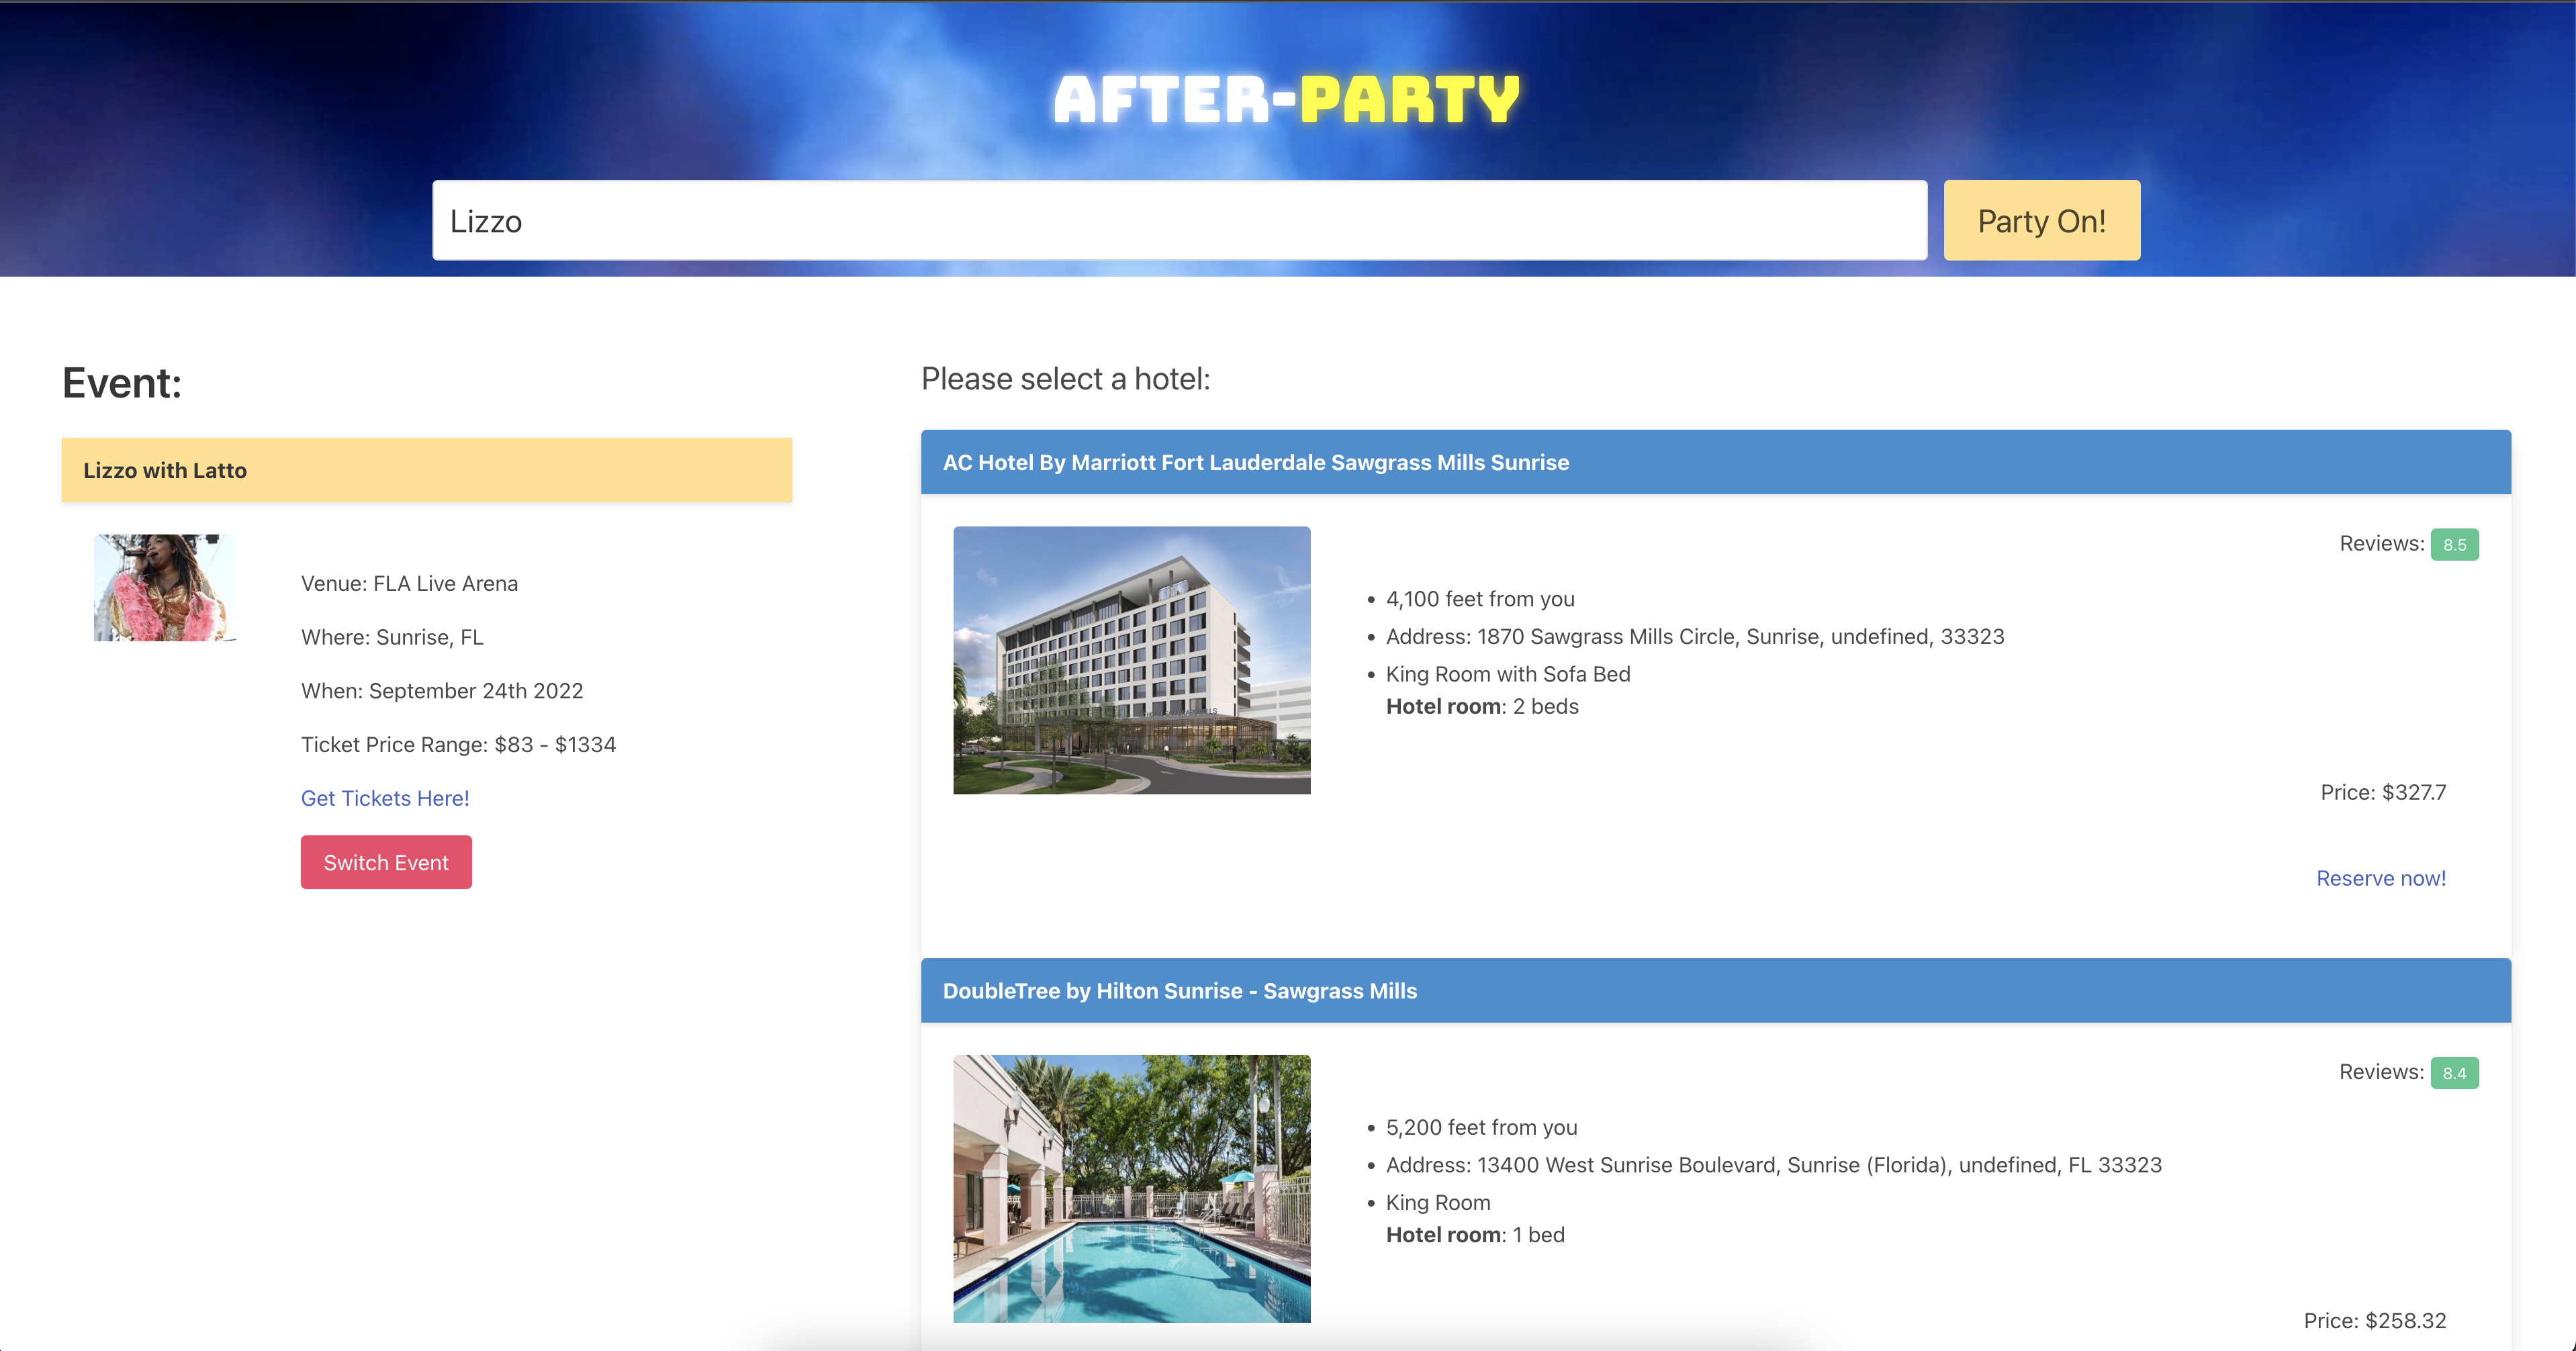 AFTER-PARTY
Lizzo
Party On!
Event:
Lizzo with Latto
Venue: FLA Live Arena
Where: Sunrise, FL
When: September 24th 2022
Ticket Price Range: $83 - $1334
Get Tickets Here!
Switch Event
Please select a hotel:
AC Hotel By Marriott Fort Lauderdale Sawgrass Mills Sunrise
Reviews: 8.5
• 4,100 feet from you
• Address: 1870 Sawgrass Mills Circle, Sunrise, undefined, 33323
• King Room with Sofa Bed
Hotel room: 2 beds
Price: $327.7
Reserve now!
DoubleTree by Hilton Sunrise - Sawgrass Mills
Reviews: 8.4
• 5,200 feet from you
• Address: 13400 West Sunrise Boulevard, Sunrise (Florida), undefined, FL 33323
• King Room
Hotel room: 1 bed
Price: $258.32